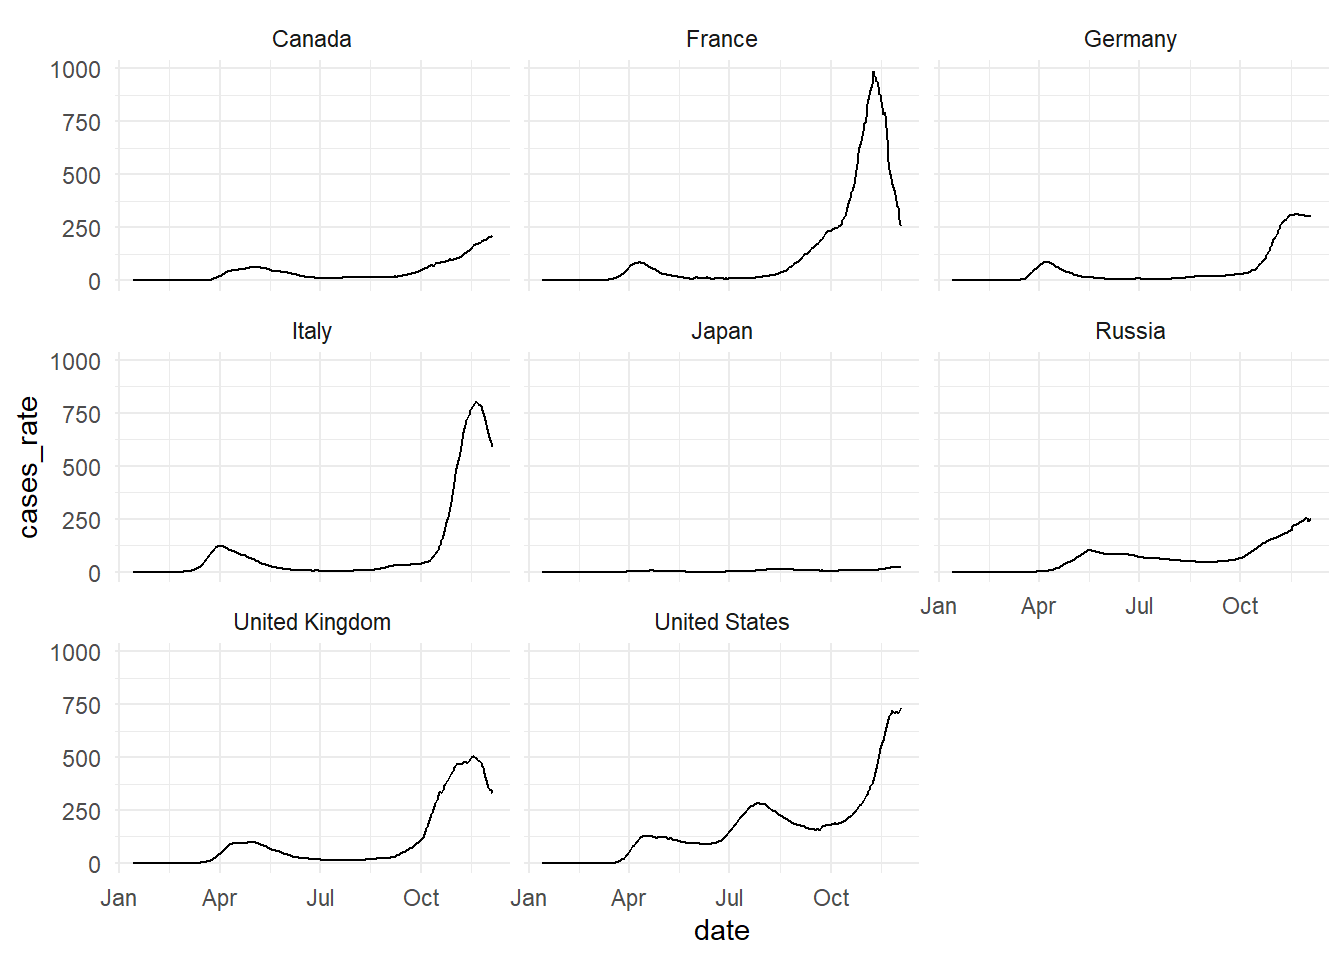 Canada France Germany
1000
750
500
250
0
Italy Japan Russia
1000
750
500
250
0
Jan Apr Jul Oct
United Kingdom United States
1000
750
500
250
0
Jan Apr Jul Oct Jan Apr Jul Oct
date
cases_rate